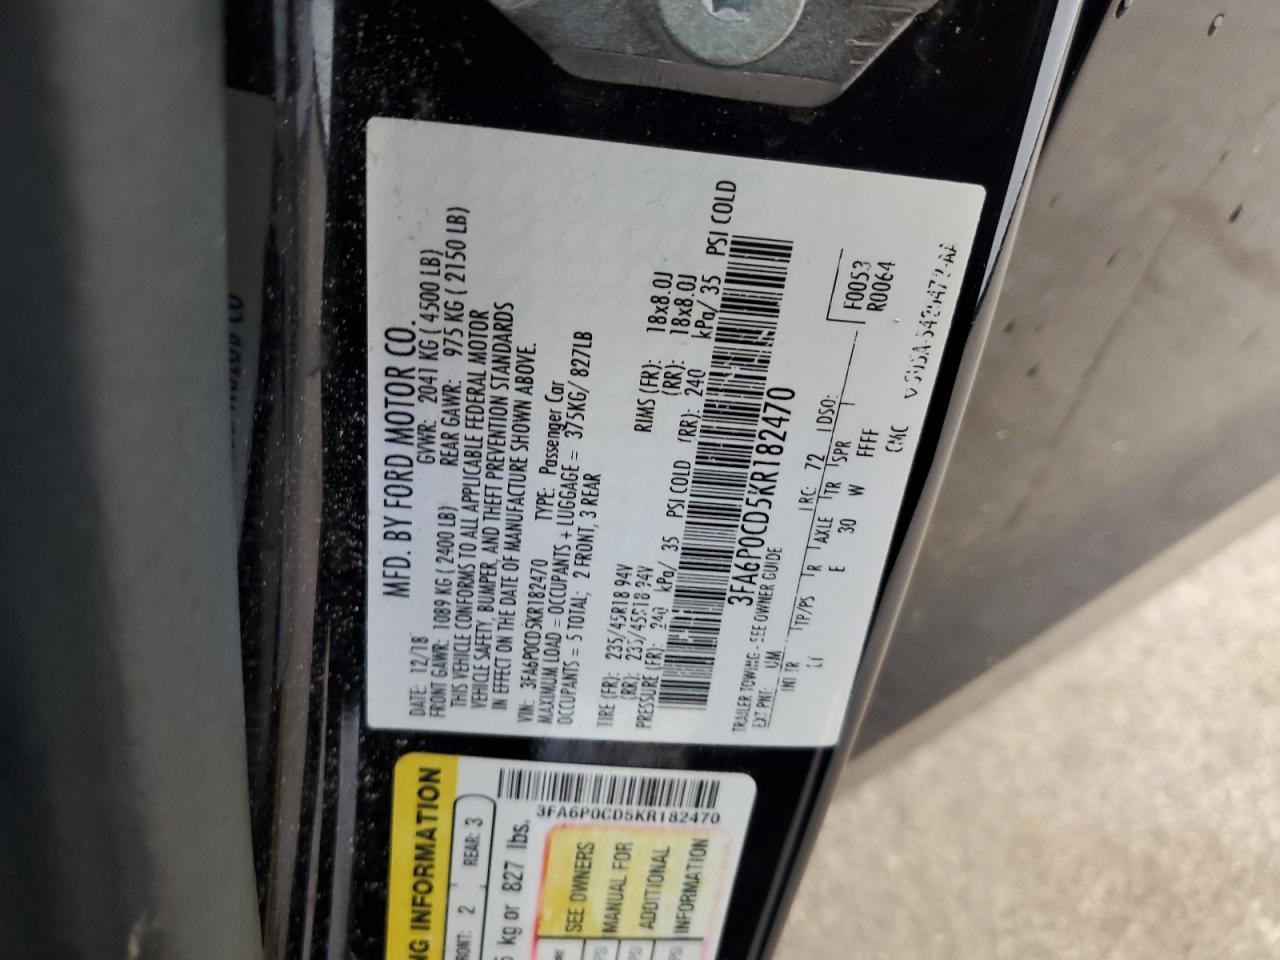 MFD. BY FORD MOTOR CO.
DATE: 12/18 GVWR: 2041 KG ( 4500 LB)
FRONT GAWR: 1089 KG ( 2400 LB) REAR GAWR: 975 KG ( 2150 LB)
THIS VEHICLE CONFORMS TO ALL APPLICABLE FEDERAL MOTOR
VEHICLE SAFETY, BUMPER, AND THEFT PREVENTION STANDARDS
IN EFFECT ON THE DATE OF MANUFACTURE SHOWN ABOVE.
VIN: 3FA6P0CD5KR182470 TYPE: Passenger Car
MAXIMUM LOAD = OCCUPANTS + LUGGAGE = 375KG/ 827LB
OCCUPANTS = 5 TOTAL; 2 FRONT, 3 REAR
TIRE (FR): 235/45R18 94V RIMS (FR): 18x8.0J
(RR): 235/45R18 94V (RR): 18x8.0J
PRESSURE (FR): 240 kPa/ 35 PSI COLD (RR): 240 kPa/ 35 PSI COLD
3FA6P0CD5KR182470
TRAILER TOWING - SEE OWNER GUIDE
EXT PNT: UM RC: 72 DSO: F0053
R0064
INT TR TP/PS R AXLE TR SPR
E 30 W FFFF
CMC
NG INFORMATION
FRONT: 2 REAR: 3
kg or 827 lbs.
3FA6P0CD5KR182470
SEE OWNERS
MANUAL FOR
ADDITIONAL
INFORMATION